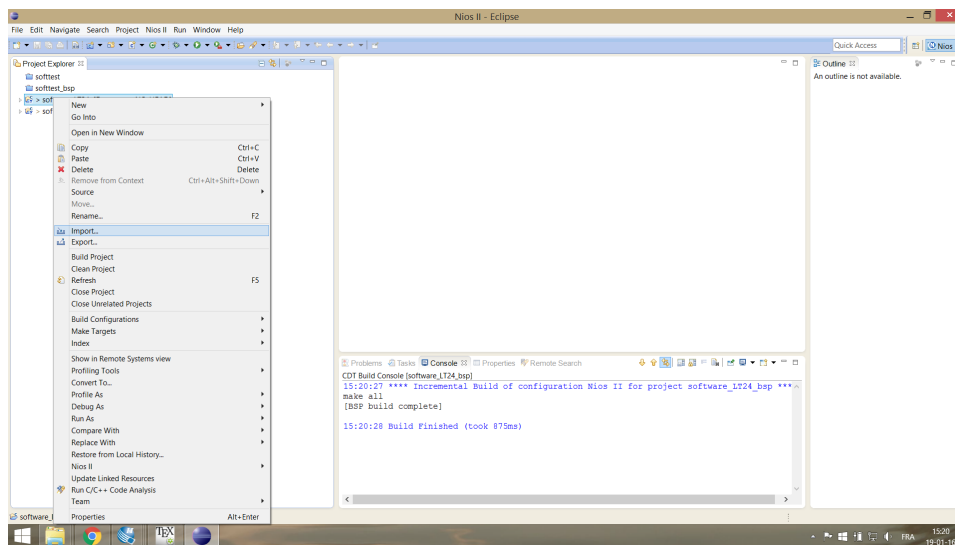 Nios II - Eclipse
File Edit Navigate Search Project Nios II Run Window Help
Quick Access
Nios
Project Explorer
softtest
softtest_bsp
> sof
> sof
New
Go Into
Open in New Window
Copy Ctrl+C
Paste Ctrl+V
Delete Delete
Remove from Context Ctrl+Alt+Shift+Down
Source
Move...
Rename... F2
Import...
Export...
Build Project
Clean Project
Refresh F5
Close Project
Close Unrelated Projects
Build Configurations
Make Targets
Index
Show in Remote Systems view
Profiling Tools
Convert To...
Profile As
Debug As
Run As
Compare With
Replace With
Restore from Local History...
Nios II
Update Linked Resources
Run C/C++ Code Analysis
Team
Properties Alt+Enter
Outline
An outline is not available.
Problems Tasks Console Properties Remote Search
CDT Build Console [software_LT24_bsp]
15:20:27 **** Incremental Build of configuration Nios II for project software_LT24_bsp ***
make all
[BSP build complete]
15:20:28 Build Finished (took 875ms)
software_l
TEX
FRA
15:20
19-01-16